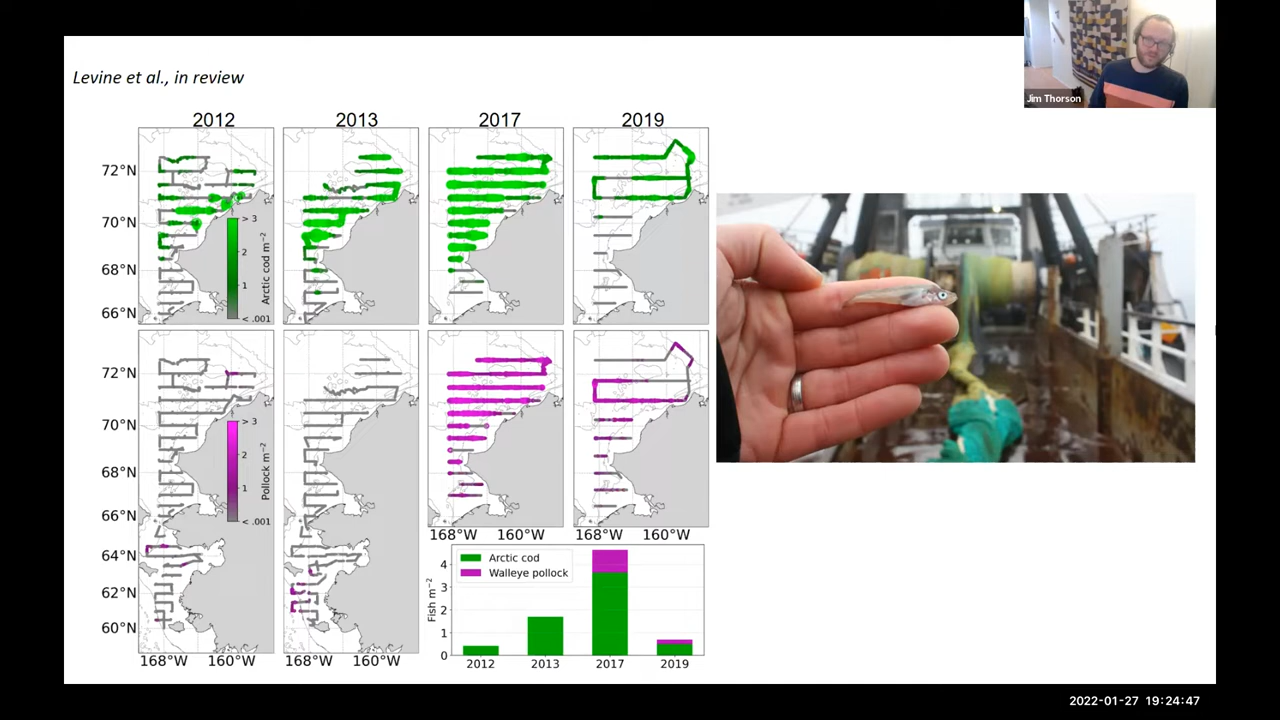 Levine et al., in review
Jim Thorson
2012
2013
2017
2019
72°N
70°N
68°N
66°N
> 3
2
1
< .001
Arctic cod m⁻²
72°N
70°N
68°N
66°N
64°N
62°N
60°N
> 3
2
1
< .001
Pollock m⁻²
168°W 160°W
168°W 160°W
168°W 160°W
168°W 160°W
Arctic cod
Walleye pollock
Fish m⁻²
4
3
2
1
0
2012 2013 2017 2019
2022-01-27 19:24:47